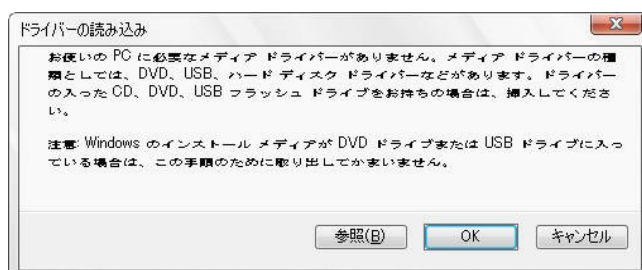 ドライバーの読み込み
お使いの PC に必要なメディア ドライバーがありません。メディア ドライバーの種
類としては、DVD、USB、ハード ディスク ドライバーなどがあります。ドライバー
の入った CD、DVD、USB フラッシュ ドライブをお持ちの場合は、挿入してくださ
い。
注意: Windows のインストール メディアが DVD ドライブまたは USB ドライブに入っ
ている場合は、この手順のために取り出してかまいません。
参照(B) OK キャンセル